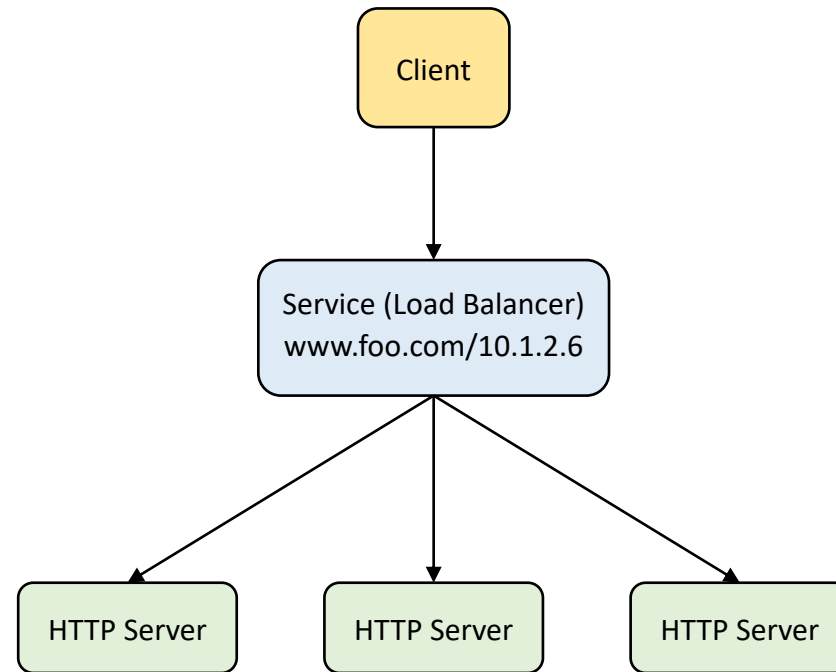 Client
Service (Load Balancer)
www.foo.com/10.1.2.6
HTTP Server
HTTP Server
HTTP Server